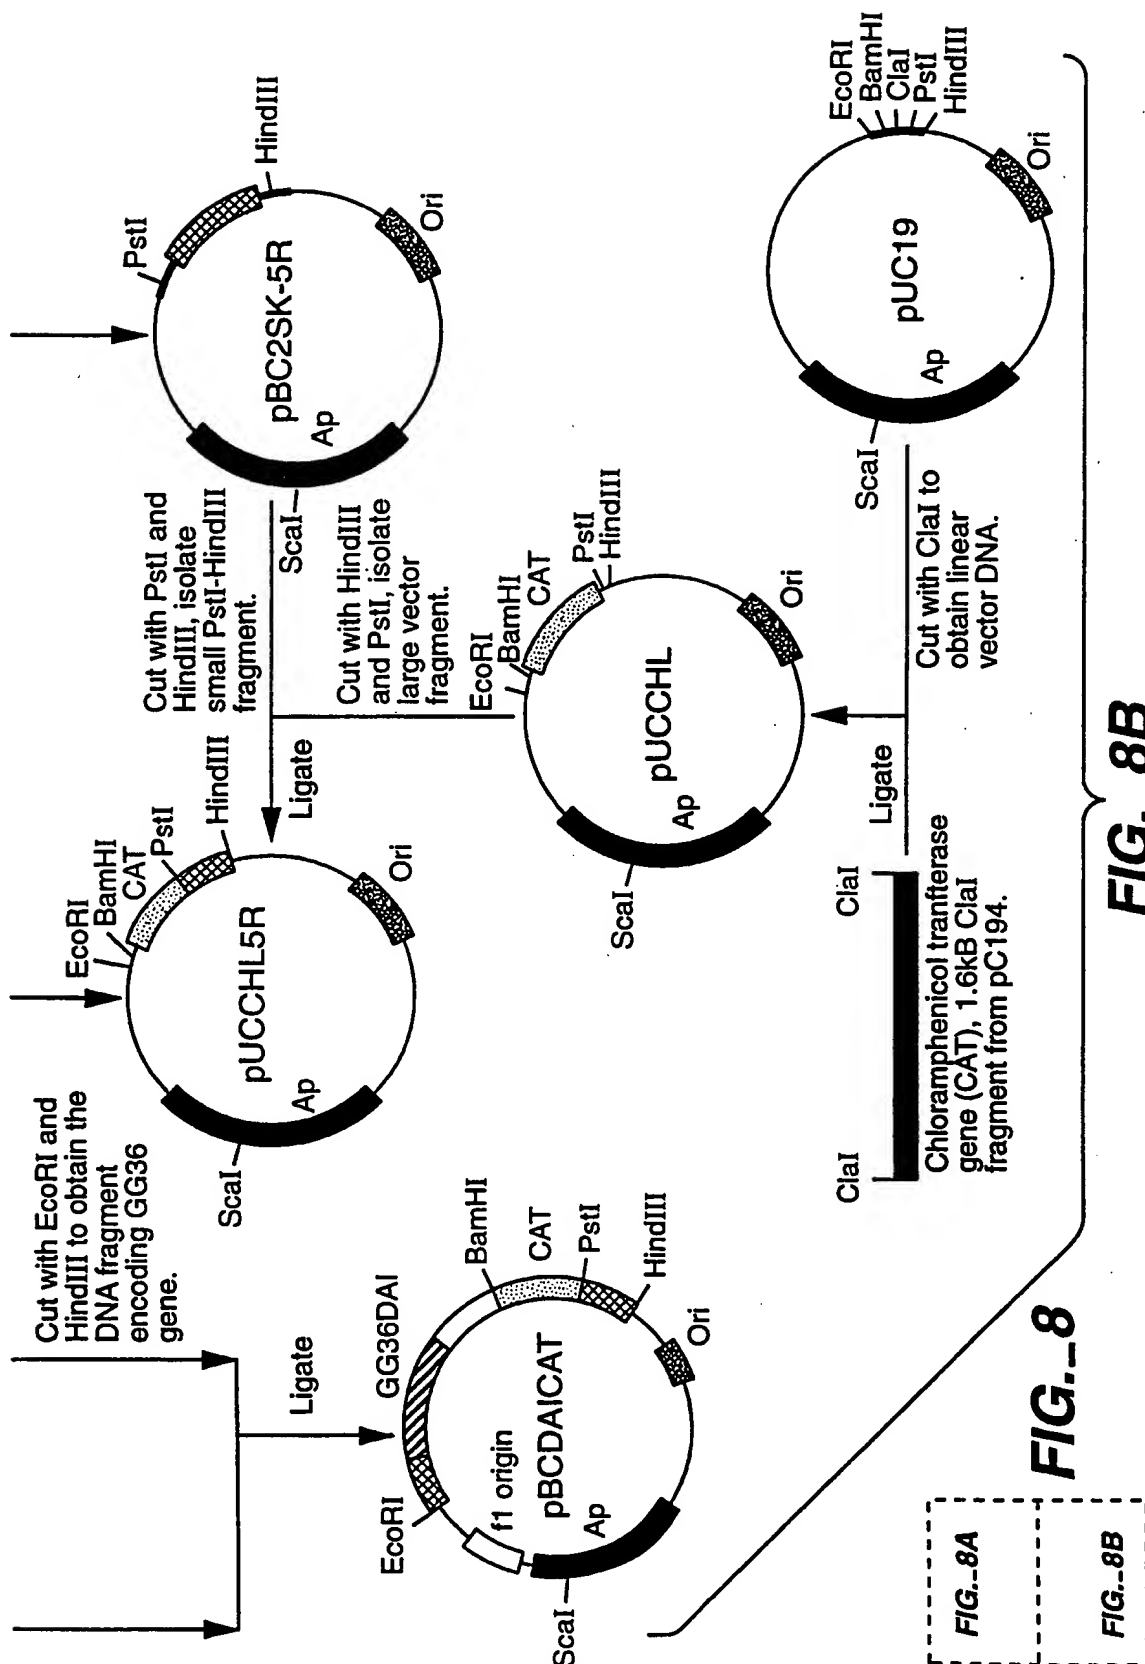 Cut with EcoRI and
HindIII to obtain the
DNA fragment
encoding GG36
gene.
Ligate
EcoRI
f1 origin
GG36DAI
BamHI
CAT
PstI
HindIII
Ori
pBCDAICAT
Ap
ScaI
EcoRI
BamHI
CAT
PstI
HindIII
Ori
pUCCHL5R
Ap
ScaI
Ligate
Cut with PstI and
HindIII, isolate
small PstI-HindIII
fragment.
Cut with HindIII
and PstI, isolate
large vector
fragment.
PstI
HindIII
Ori
pBC2SK-5R
Ap
ScaI
EcoRI
BamHI
CAT
PstI
HindIII
Ori
pUCCHL
Ap
ScaI
Ligate
ClaI
ClaI
Chloramphenicol tranfterase
gene (CAT), 1.6kB ClaI
fragment from pC194.
Cut with ClaI to
obtain linear
vector DNA.
EcoRI
BamHI
ClaI
PstI
HindIII
Ori
pUC19
Ap
ScaI
FIG._8B
FIG._8
FIG._8A
FIG._8B